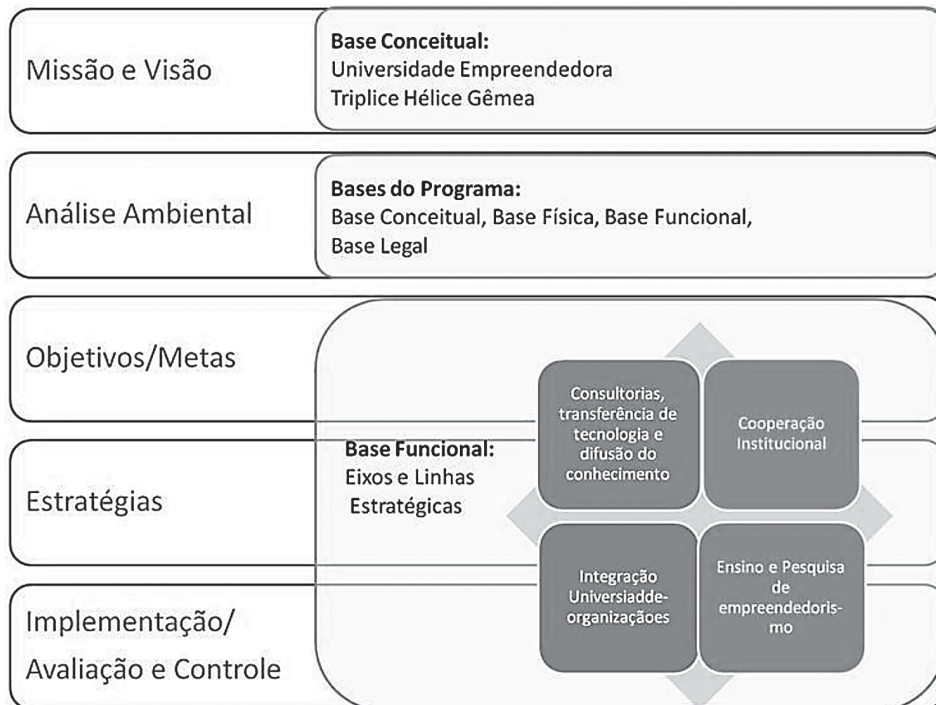 Missão e Visão
Base Conceitual:
Universidade Empreendedora
Triplice Hélice Gêmea
Análise Ambiental
Bases do Programa:
Base Conceitual, Base Física, Base Funcional,
Base Legal
Objetivos/Metas
Estratégias
Implementação/
Avaliação e Controle
Base Funcional:
Eixos e Linhas
Estratégicas
Consultorias,
transferência de
tecnologia e
difusão do
conhecimento
Cooperação
Institucional
Integração
Universiadde-
organizaçãoes
Ensino e Pesquisa
de
empreendedoris-
mo